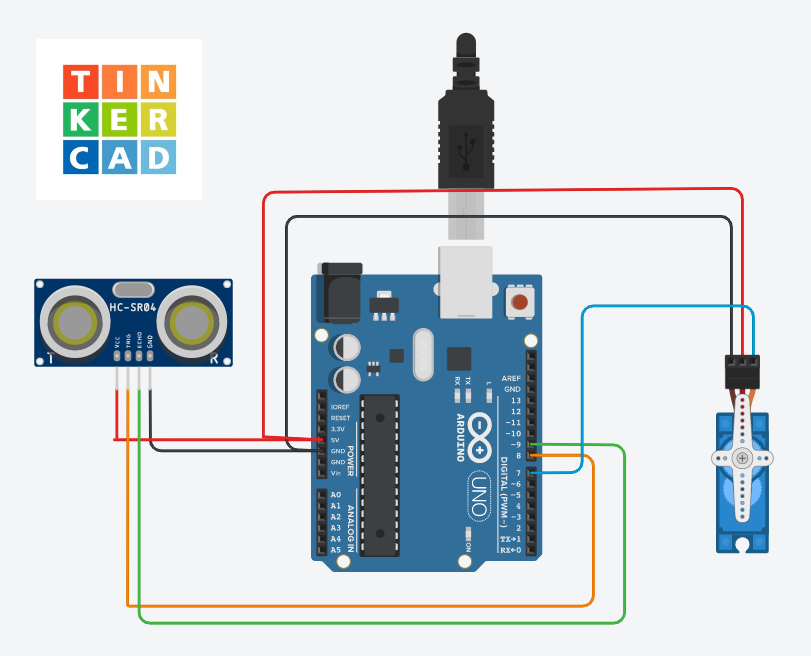 TIN
KER
CAD
HC-SR04
VCC
TRIG
ECHO
GND
T
R
IOREF
RESET
3.3V
5V
GND
GND
Vin
POWER
A0
A1
A2
A3
A4
A5
ANALOG IN
RX
TX
L
ARDUINO
UNO
ON
DIGITAL (PWM~)
AREF
GND
13
12
~11
~10
~9
8
7
~6
~5
4
~3
2
TX→1
RX←0